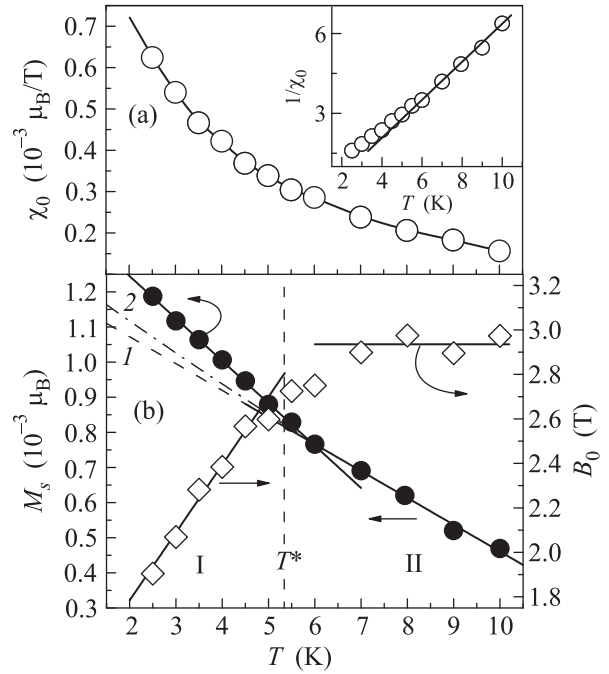 0.7
0.6
0.5
0.4
0.3
0.2
χ₀ (10⁻³ μ_B/T)
(a)
6
3
1/χ₀
2 4 6 8 10
T (K)
1.2
1.1
1.0
0.9
0.8
0.7
0.6
0.5
0.4
0.3
M_s (10⁻³ μ_B)
2
1
(b)
I
T*
II
3.2
3.0
2.8
2.6
2.4
2.2
2.0
1.8
B₀ (T)
2 3 4 5 6 7 8 9 10
T (K)